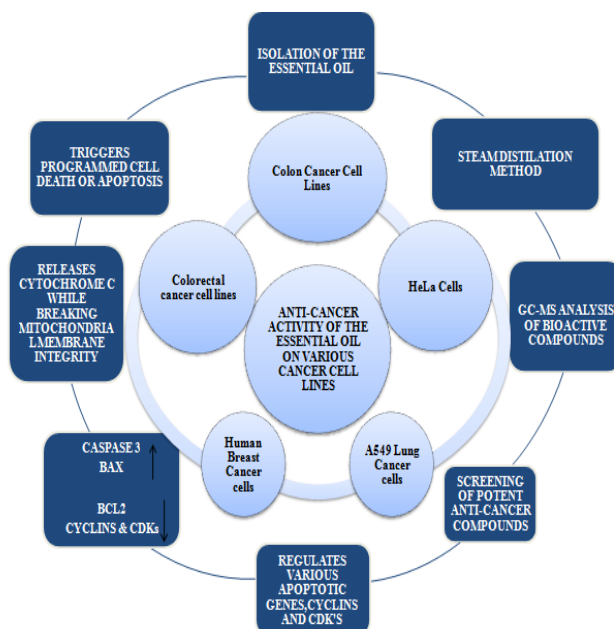 ISOLATION OF THE
ESSENTIAL OIL
STEAM DISTILATION
METHOD
GC-MS ANALYSIS
OF BIOACTIVE
COMPOUNDS
SCREENING
OF POTENT
ANTI-CANCER
COMPOUNDS
REGULATES
VARIOUS
APOPTOTIC
GENES,CYCLINS
AND CDK'S
CASPASE 3
BAX
BCL2
CYCLINS & CDKs
RELEASES
CYTOCHROME C
WHILE
BREAKING
MITOCHONDRIA
LMEMBRANE
INTEGRITY
TRIGGERS
PROGRAMMED CELL
DEATH OR APOPTOSIS
Colon Cancer Cell
Lines
HeLa Cells
A549 Lung
Cancer cells
Human
Breast
Cancer
cells
Colorectal
cancer cell lines
ANTI-CANCER
ACTIVITY OF THE
ESSENTIAL OIL
ON VARIOUS
CANCER CELL
LINES